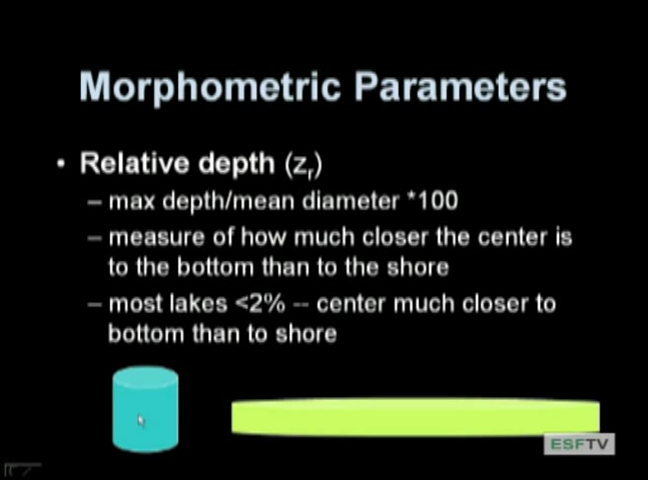 Morphometric Parameters
• Relative depth (zr)
– max depth/mean diameter *100
– measure of how much closer the center is
to the bottom than to the shore
– most lakes <2% -- center much closer to
bottom than to shore
ESFTV